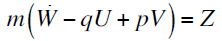 m(Ẇ − qU + pV) = Z